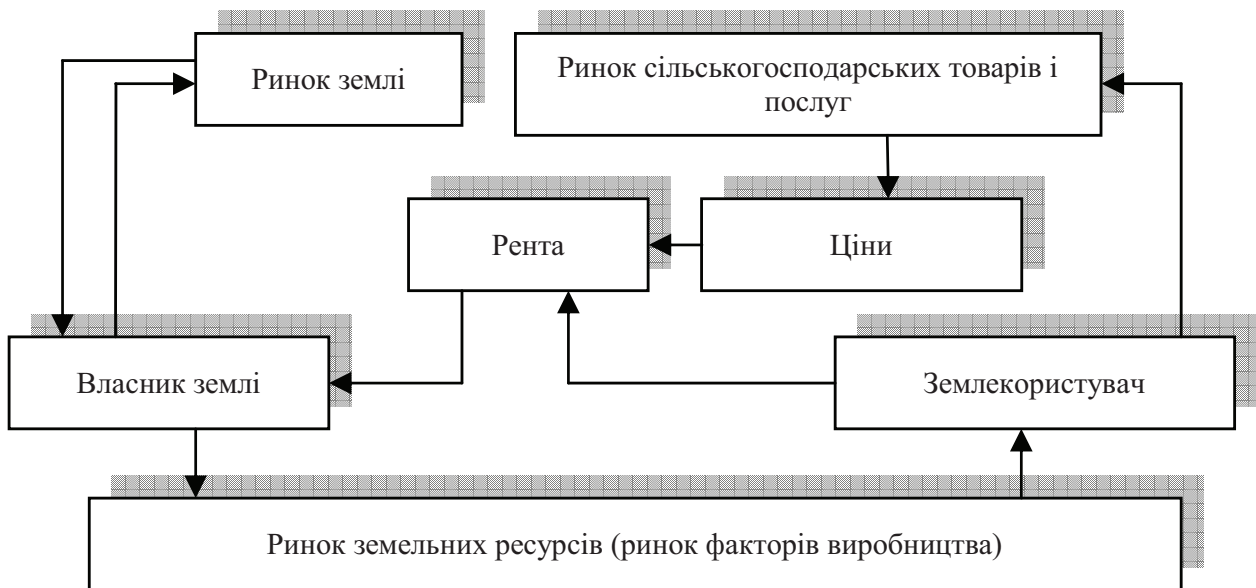 Ринок землі
Ринок сільськогосподарських товарів і
послуг
Рента
Ціни
Власник землі
Землекористувач
Ринок земельних ресурсів (ринок факторів виробництва)